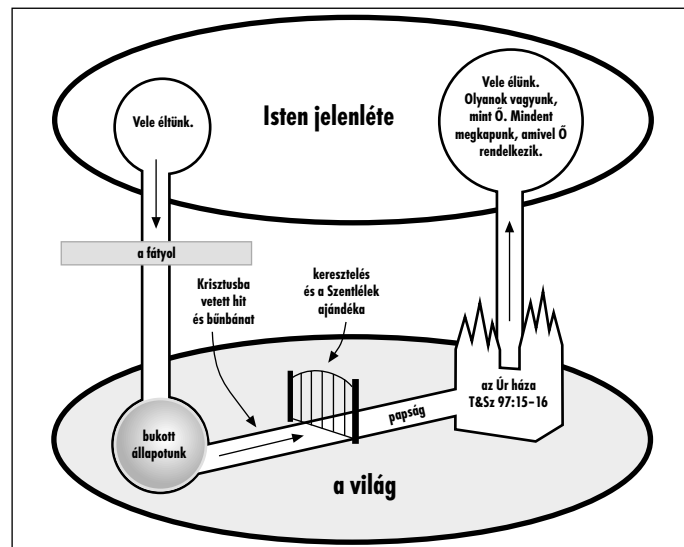 Vele éltünk.
Isten jelenléte
Vele élünk.
Olyanok vagyunk,
mint Ő. Mindent
megkapunk, amivel Ő
rendelkezik.
a fátyol
Krisztusba
vetett hit
és bűnbánat
keresztelés
és a Szentlélek
ajándéka
bukott
állapotunk
papság
az Úr háza
T&Sz 97:15–16
a világ